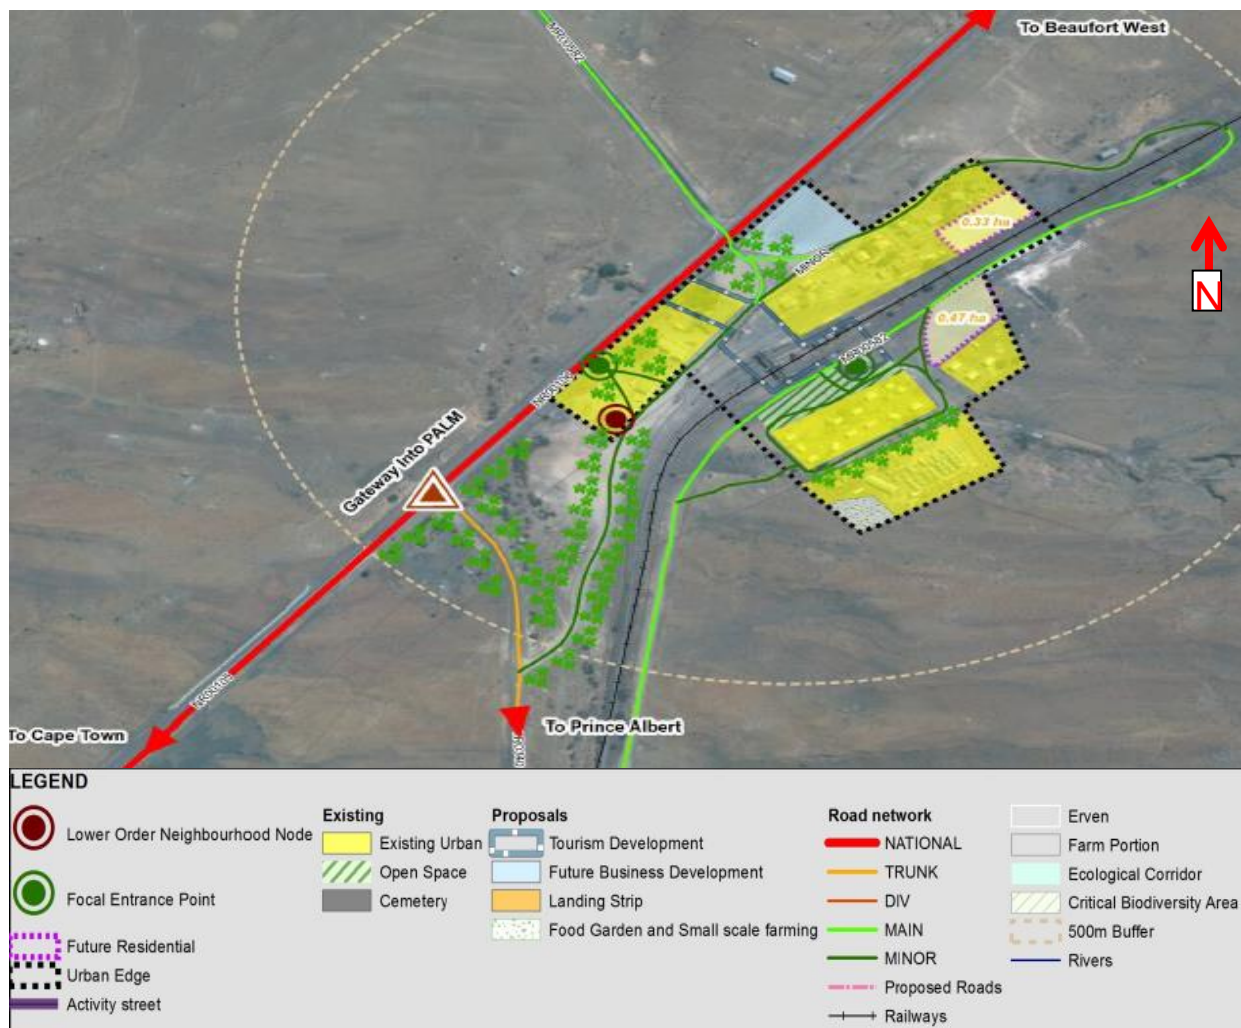 To Beaufort West
MR00582
N
0.33 ha
MINOR
0.47 ha
MR00582
Gateway Into PALM
To Cape Town
To Prince Albert
LEGEND
Lower Order Neighbourhood Node
Focal Entrance Point
Future Residential
Urban Edge
Activity street
Existing
Existing Urban
Open Space
Cemetery
Proposals
Tourism Development
Future Business Development
Landing Strip
Food Garden and Small scale farming
Road network
NATIONAL
TRUNK
DIV
MAIN
MINOR
Proposed Roads
Railways
Erven
Farm Portion
Ecological Corridor
Critical Biodiversity Area
500m Buffer
Rivers